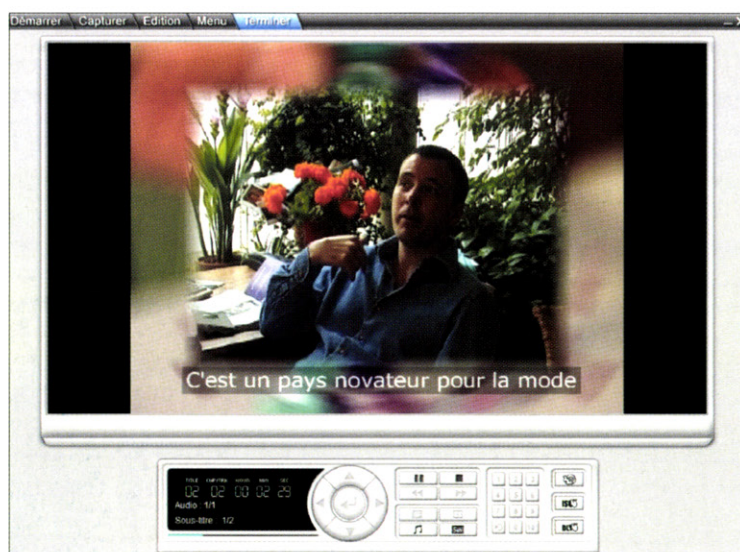 Démarrer Capturer Edition Menu Terminer
C'est un pays novateur pour la mode
02 02 00 02 29
Audio 1/1
Sous-titre 1/2